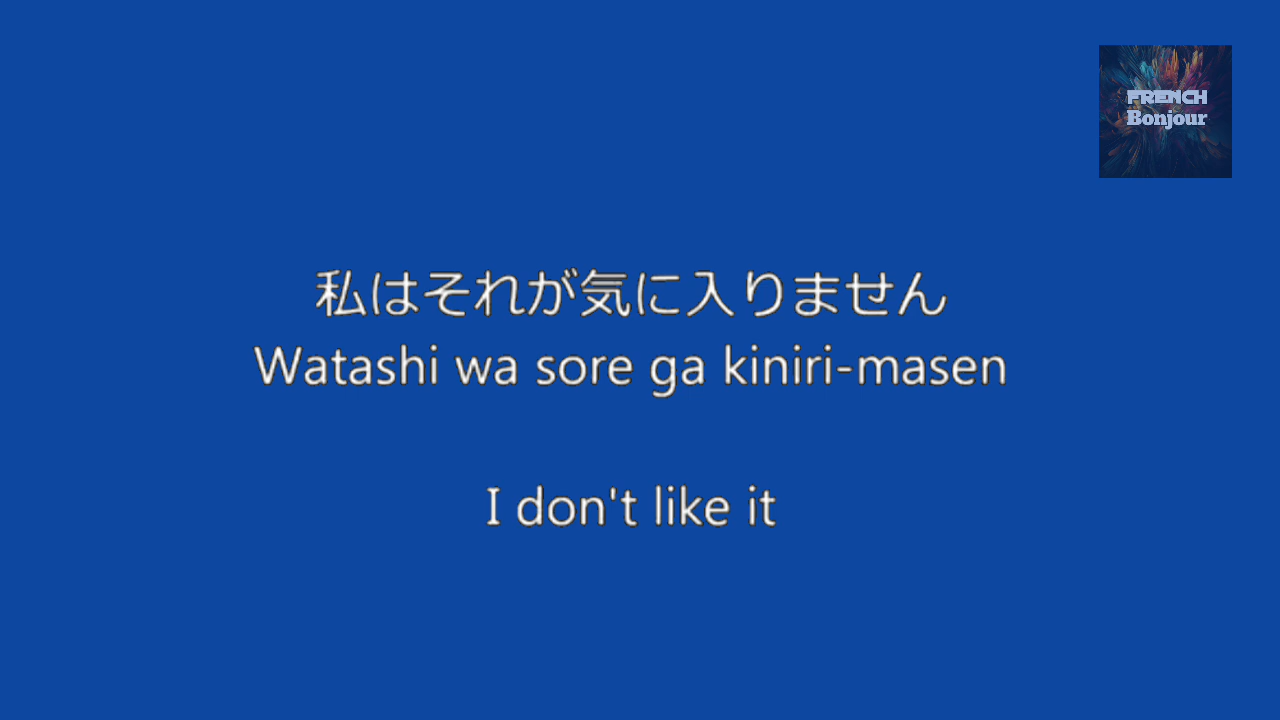 FRENCH
Bonjour
私はそれが気に入りません
Watashi wa sore ga kiniri-masen
I don't like it